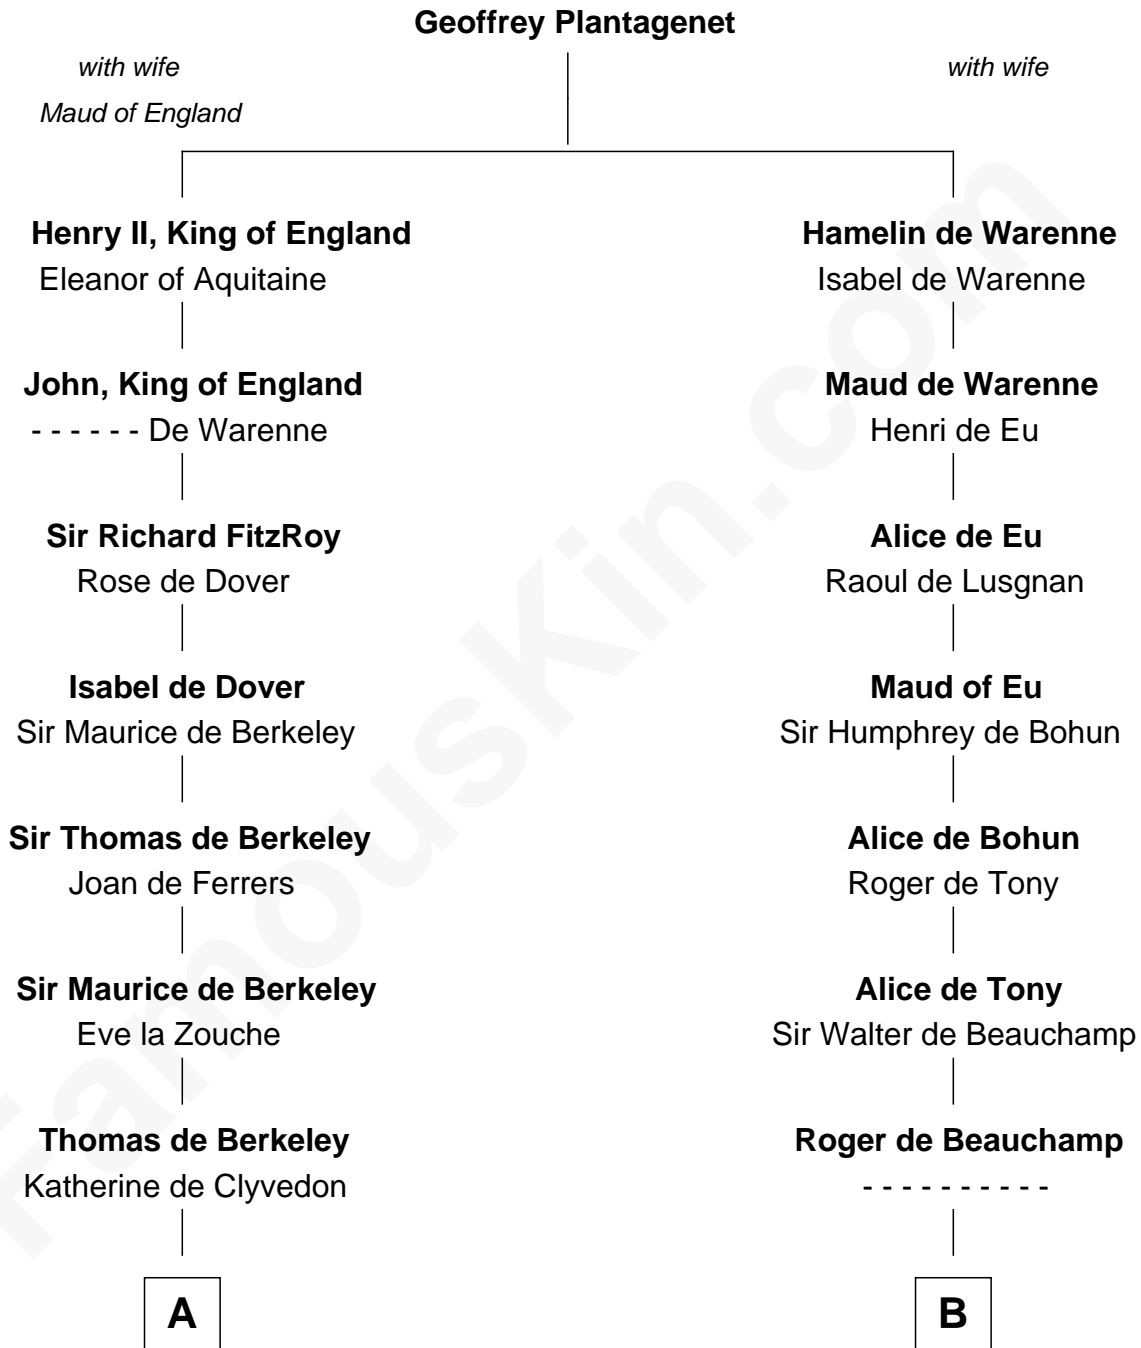 Geoffrey Plantagenet
with wife
Maud of England
with wife
Henry II, King of England
Eleanor of Aquitaine
Hamelin de Warenne
Isabel de Warenne
John, King of England
- - - - - - De Warenne
Maud de Warenne
Henri de Eu
Sir Richard FitzRoy
Rose de Dover
Alice de Eu
Raoul de Lusgnan
Isabel de Dover
Sir Maurice de Berkeley
Maud of Eu
Sir Humphrey de Bohun
Sir Thomas de Berkeley
Joan de Ferrers
Alice de Bohun
Roger de Tony
Sir Maurice de Berkeley
Eve la Zouche
Alice de Tony
Sir Walter de Beauchamp
Thomas de Berkeley
Katherine de Clyvedon
Roger de Beauchamp
- - - - - - - - - -
A
B
FamousKin.com